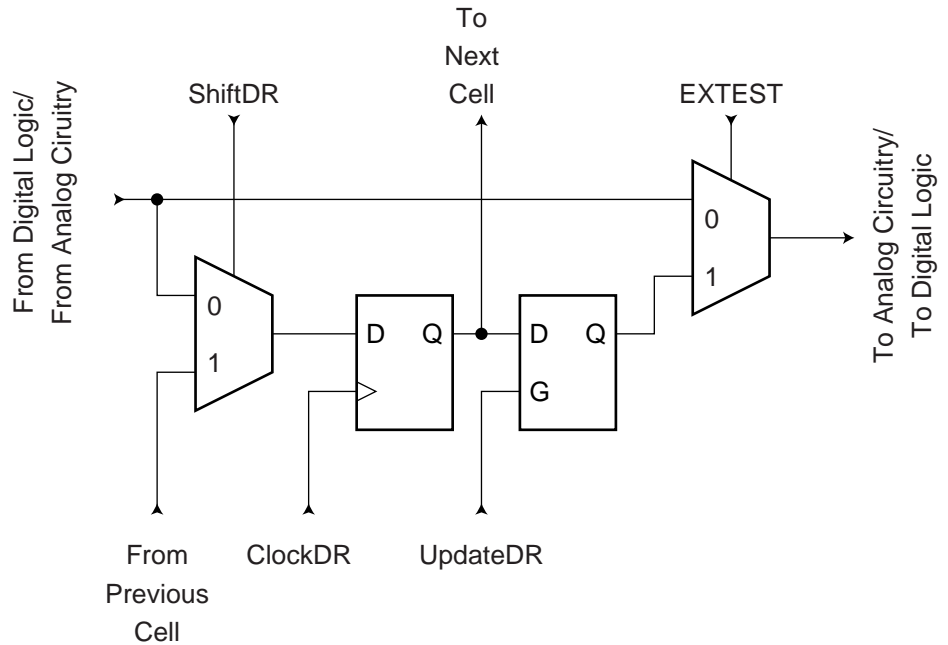 To
Next
Cell
ShiftDR
EXTEST
From Digital Logic/
From Analog Ciruitry
To Analog Circuitry/
To Digital Logic
0
1
0
1
D
Q
D
Q
G
From
Previous
Cell
ClockDR
UpdateDR